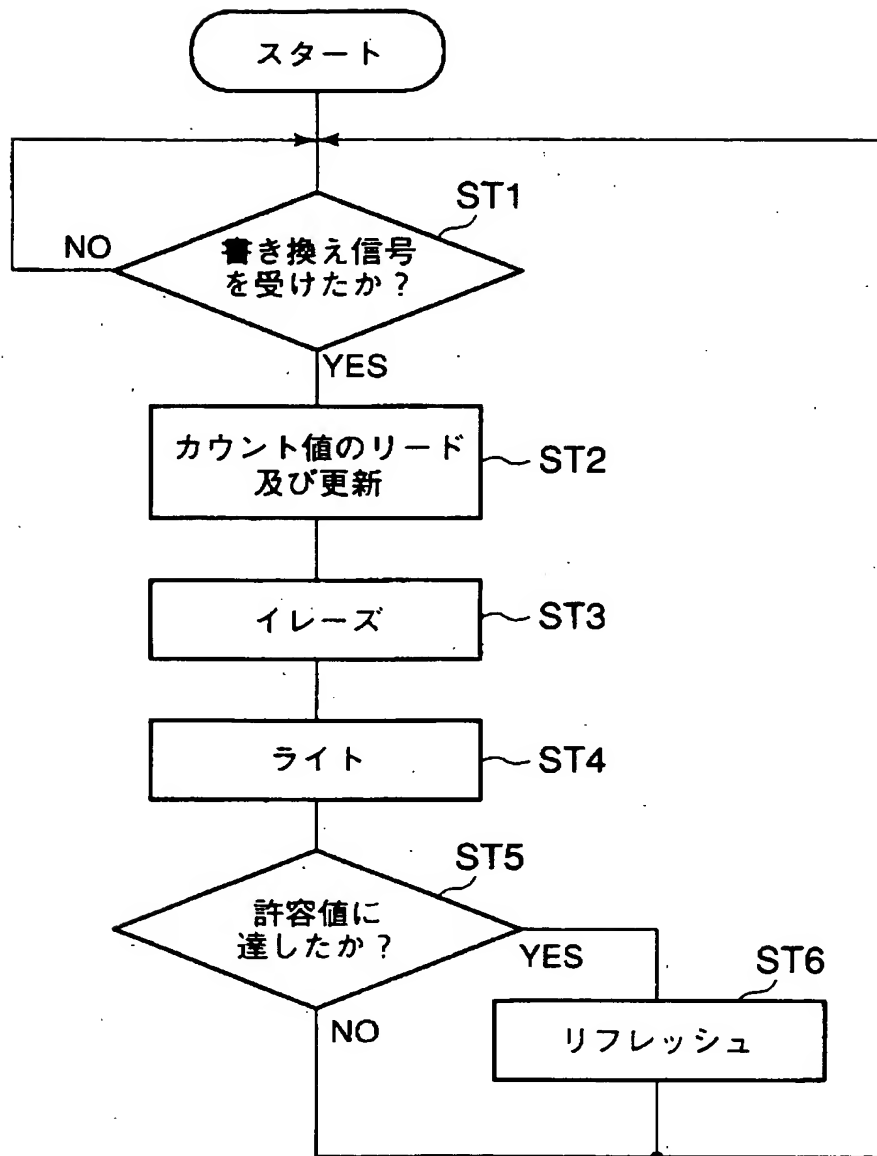 スタート
ST1
NO
書き換え信号
を受けたか？
YES
カウント値のリード
及び更新
ST2
イレーズ
ST3
ライト
ST4
ST5
許容値に
達したか？
YES
ST6
NO
リフレッシュ